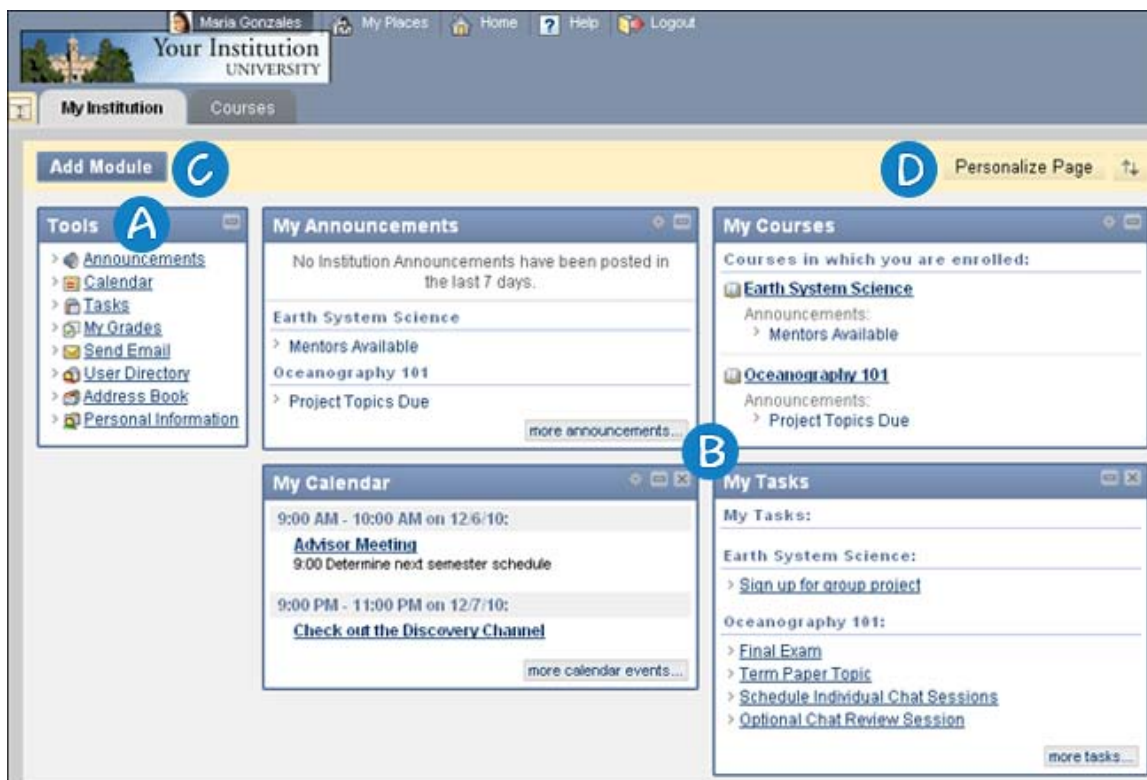 Maria Gonzales My Places Home Help Logout
Your Institution
UNIVERSITY
My Institution Courses
Add Module C D Personalize Page
Tools A
Announcements
Calendar
Tasks
My Grades
Send Email
User Directory
Address Book
Personal Information
My Announcements
No Institution Announcements have been posted in
the last 7 days.
Earth System Science
Mentors Available
Oceanography 101
Project Topics Due
more announcements...
My Courses
Courses in which you are enrolled:
Earth System Science
Announcements:
Mentors Available
Oceanography 101
Announcements:
Project Topics Due
B
My Calendar
9:00 AM - 10:00 AM on 12/6/10:
Advisor Meeting
9:00 Determine next semester schedule
9:00 PM - 11:00 PM on 12/7/10:
Check out the Discovery Channel
more calendar events...
My Tasks
My Tasks:
Earth System Science:
Sign up for group project
Oceanography 101:
Final Exam
Term Paper Topic
Schedule Individual Chat Sessions
Optional Chat Review Session
more tasks...